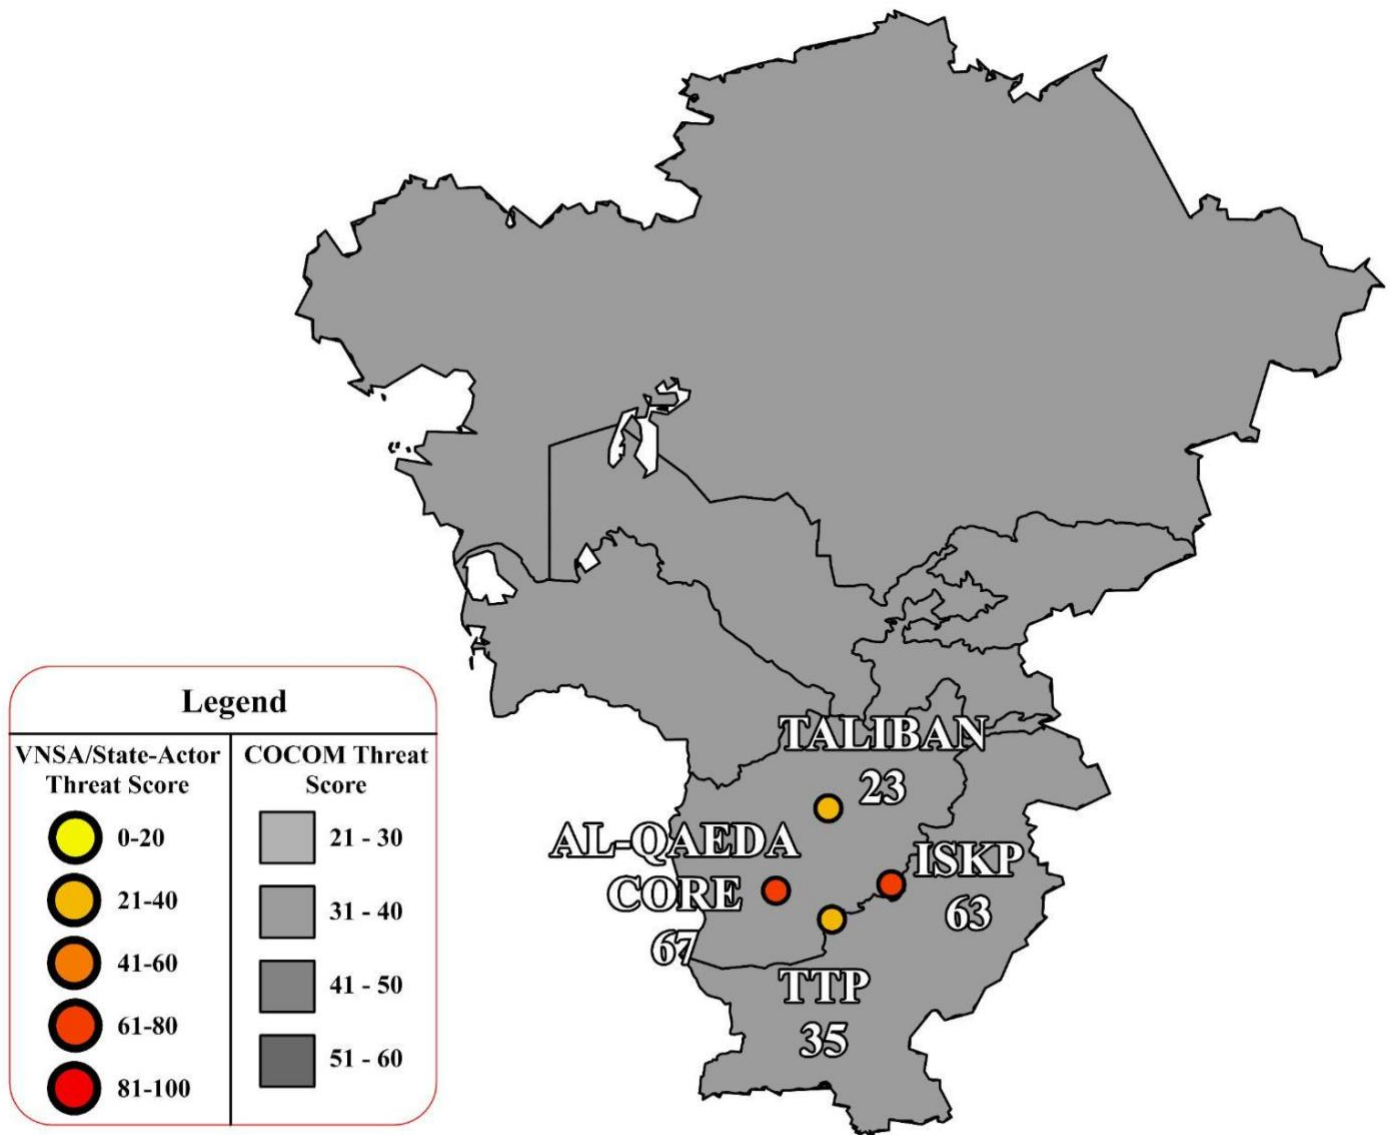 TALIBAN
23
AL-QAEDA
CORE
67
ISKP
63
TTP
35
Legend
VNSA/State-Actor
Threat Score
0-20
21-40
41-60
61-80
81-100
COCOM Threat
Score
21 - 30
31 - 40
41 - 50
51 - 60